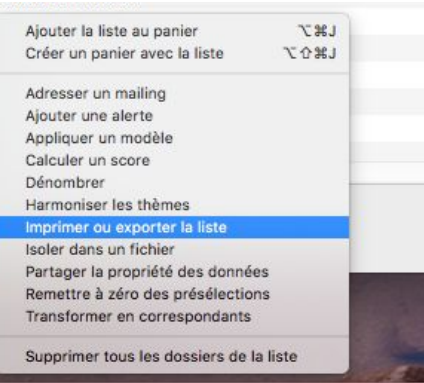 Ajouter la liste au panier ⌥⌘J
Créer un panier avec la liste ⌥⇧⌘J
Adresser un mailing
Ajouter une alerte
Appliquer un modèle
Calculer un score
Dénombrer
Harmoniser les thèmes
Imprimer ou exporter la liste
Isoler dans un fichier
Partager la propriété des données
Remettre à zéro des présélections
Transformer en correspondants
Supprimer tous les dossiers de la liste